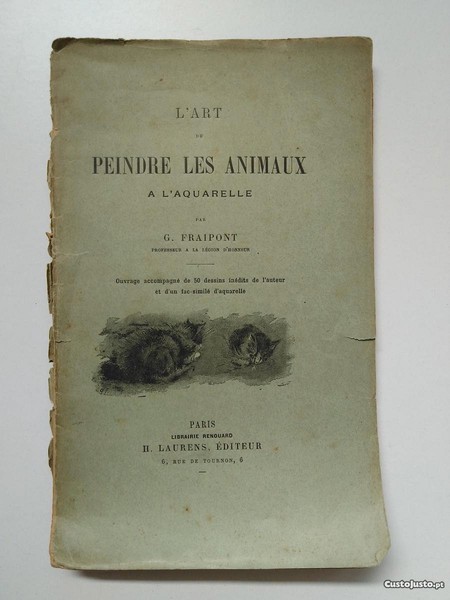 L'ART
DE
PEINDRE LES ANIMAUX
A L'AQUARELLE
PAR
G. FRAIPONT
PROFESSEUR A LA LÉGION D'HONNEUR
Ouvrage accompagné de 50 dessins inédits de l'auteur
et d'un fac-similé d'aquarelle
PARIS
LIBRAIRIE RENOUARD
H. LAURENS, ÉDITEUR
6, RUE DE TOURNON, 6
CustoJusto.pt